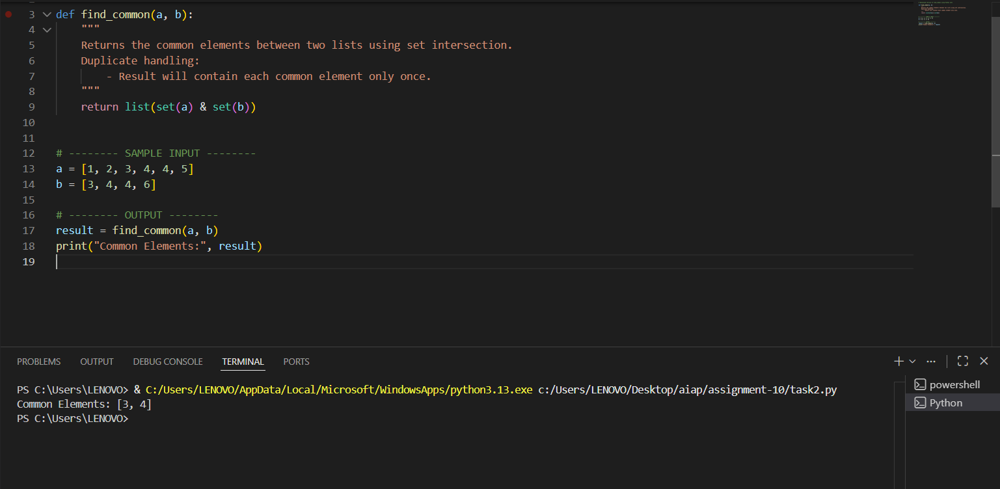 3 def find_common(a, b):
4 """
5 Returns the common elements between two lists using set intersection.
6 Duplicate handling:
7 - Result will contain each common element only once.
8 """
9 return list(set(a) & set(b))
10
11
12 # -------- SAMPLE INPUT --------
13 a = [1, 2, 3, 4, 4, 5]
14 b = [3, 4, 4, 6]
15
16 # -------- OUTPUT --------
17 result = find_common(a, b)
18 print("Common Elements:", result)
19
PROBLEMS OUTPUT DEBUG CONSOLE TERMINAL PORTS
PS C:\Users\LENOVO> & C:/Users/LENOVO/AppData/Local/Microsoft/WindowsApps/python3.13.exe c:/Users/LENOVO/Desktop/aiap/assignment-10/task2.py
Common Elements: [3, 4]
PS C:\Users\LENOVO>
powershell
Python